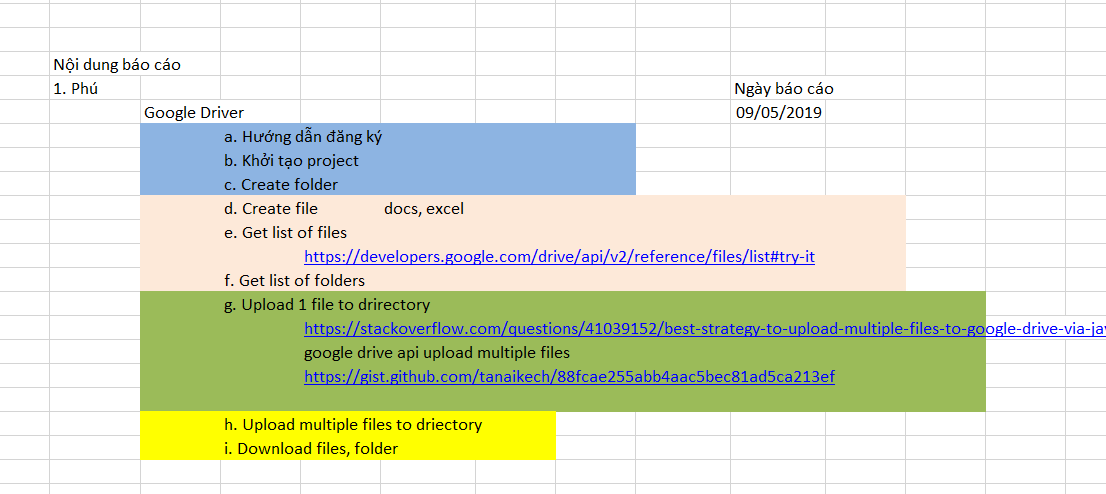 Nội dung báo cáo
1. Phú Ngày báo cáo
Google Driver 09/05/2019
a. Hướng dẫn đăng ký
b. Khởi tạo project
c. Create folder
d. Create file docs, excel
e. Get list of files
https://developers.google.com/drive/api/v2/reference/files/list#try-it
f. Get list of folders
g. Upload 1 file to drirectory
https://stackoverflow.com/questions/41039152/best-strategy-to-upload-multiple-files-to-google-drive-via-jav
google drive api upload multiple files
https://gist.github.com/tanaikech/88fcae255abb4aac5bec81ad5ca213ef
h. Upload multiple files to driectory
i. Download files, folder